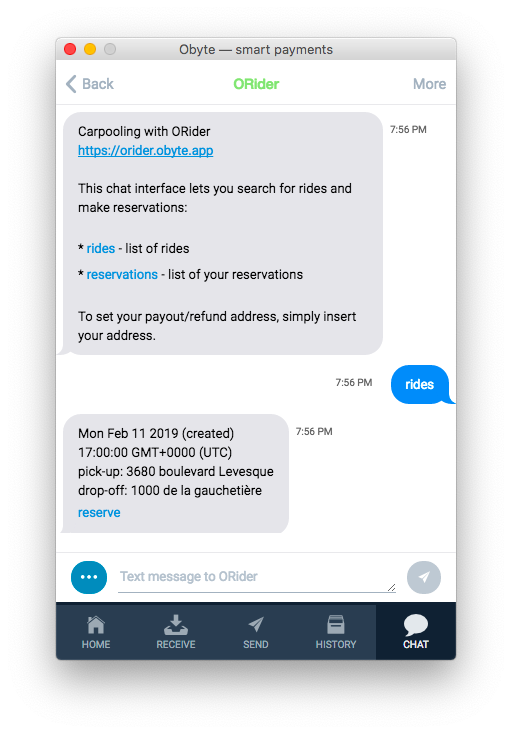 Obyte — smart payments
Back
ORider
More
Carpooling with ORider
7:56 PM
https://orider.obyte.app
This chat interface lets you search for rides and
make reservations:
* rides - list of rides
* reservations - list of your reservations
To set your payout/refund address, simply insert
your address.
7:56 PM
rides
Mon Feb 11 2019 (created)
7:56 PM
17:00:00 GMT+0000 (UTC)
pick-up: 3680 boulevard Levesque
drop-off: 1000 de la gauchetière
reserve
Text message to ORider
HOME
RECEIVE
SEND
HISTORY
CHAT